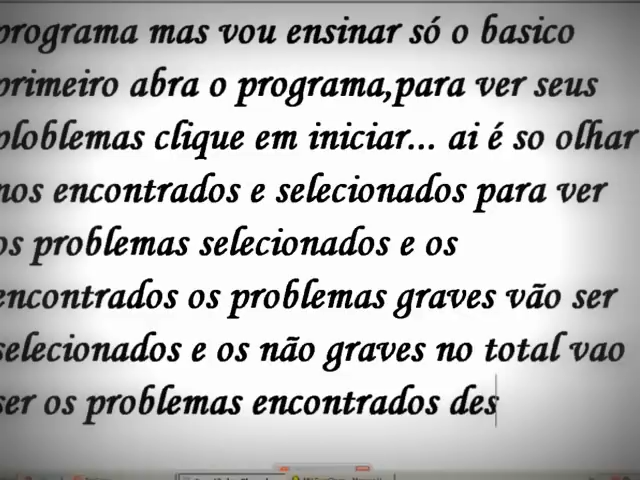 programa mas vou ensinar só o basico
primeiro abra o programa,para ver seus
ploblemas clique em iniciar... ai é so olhar
nos encontrados e selecionados para ver
os problemas selecionados e os
encontrados os problemas graves vão ser
selecionados e os não graves no total vao
ser os problemas encontrados des